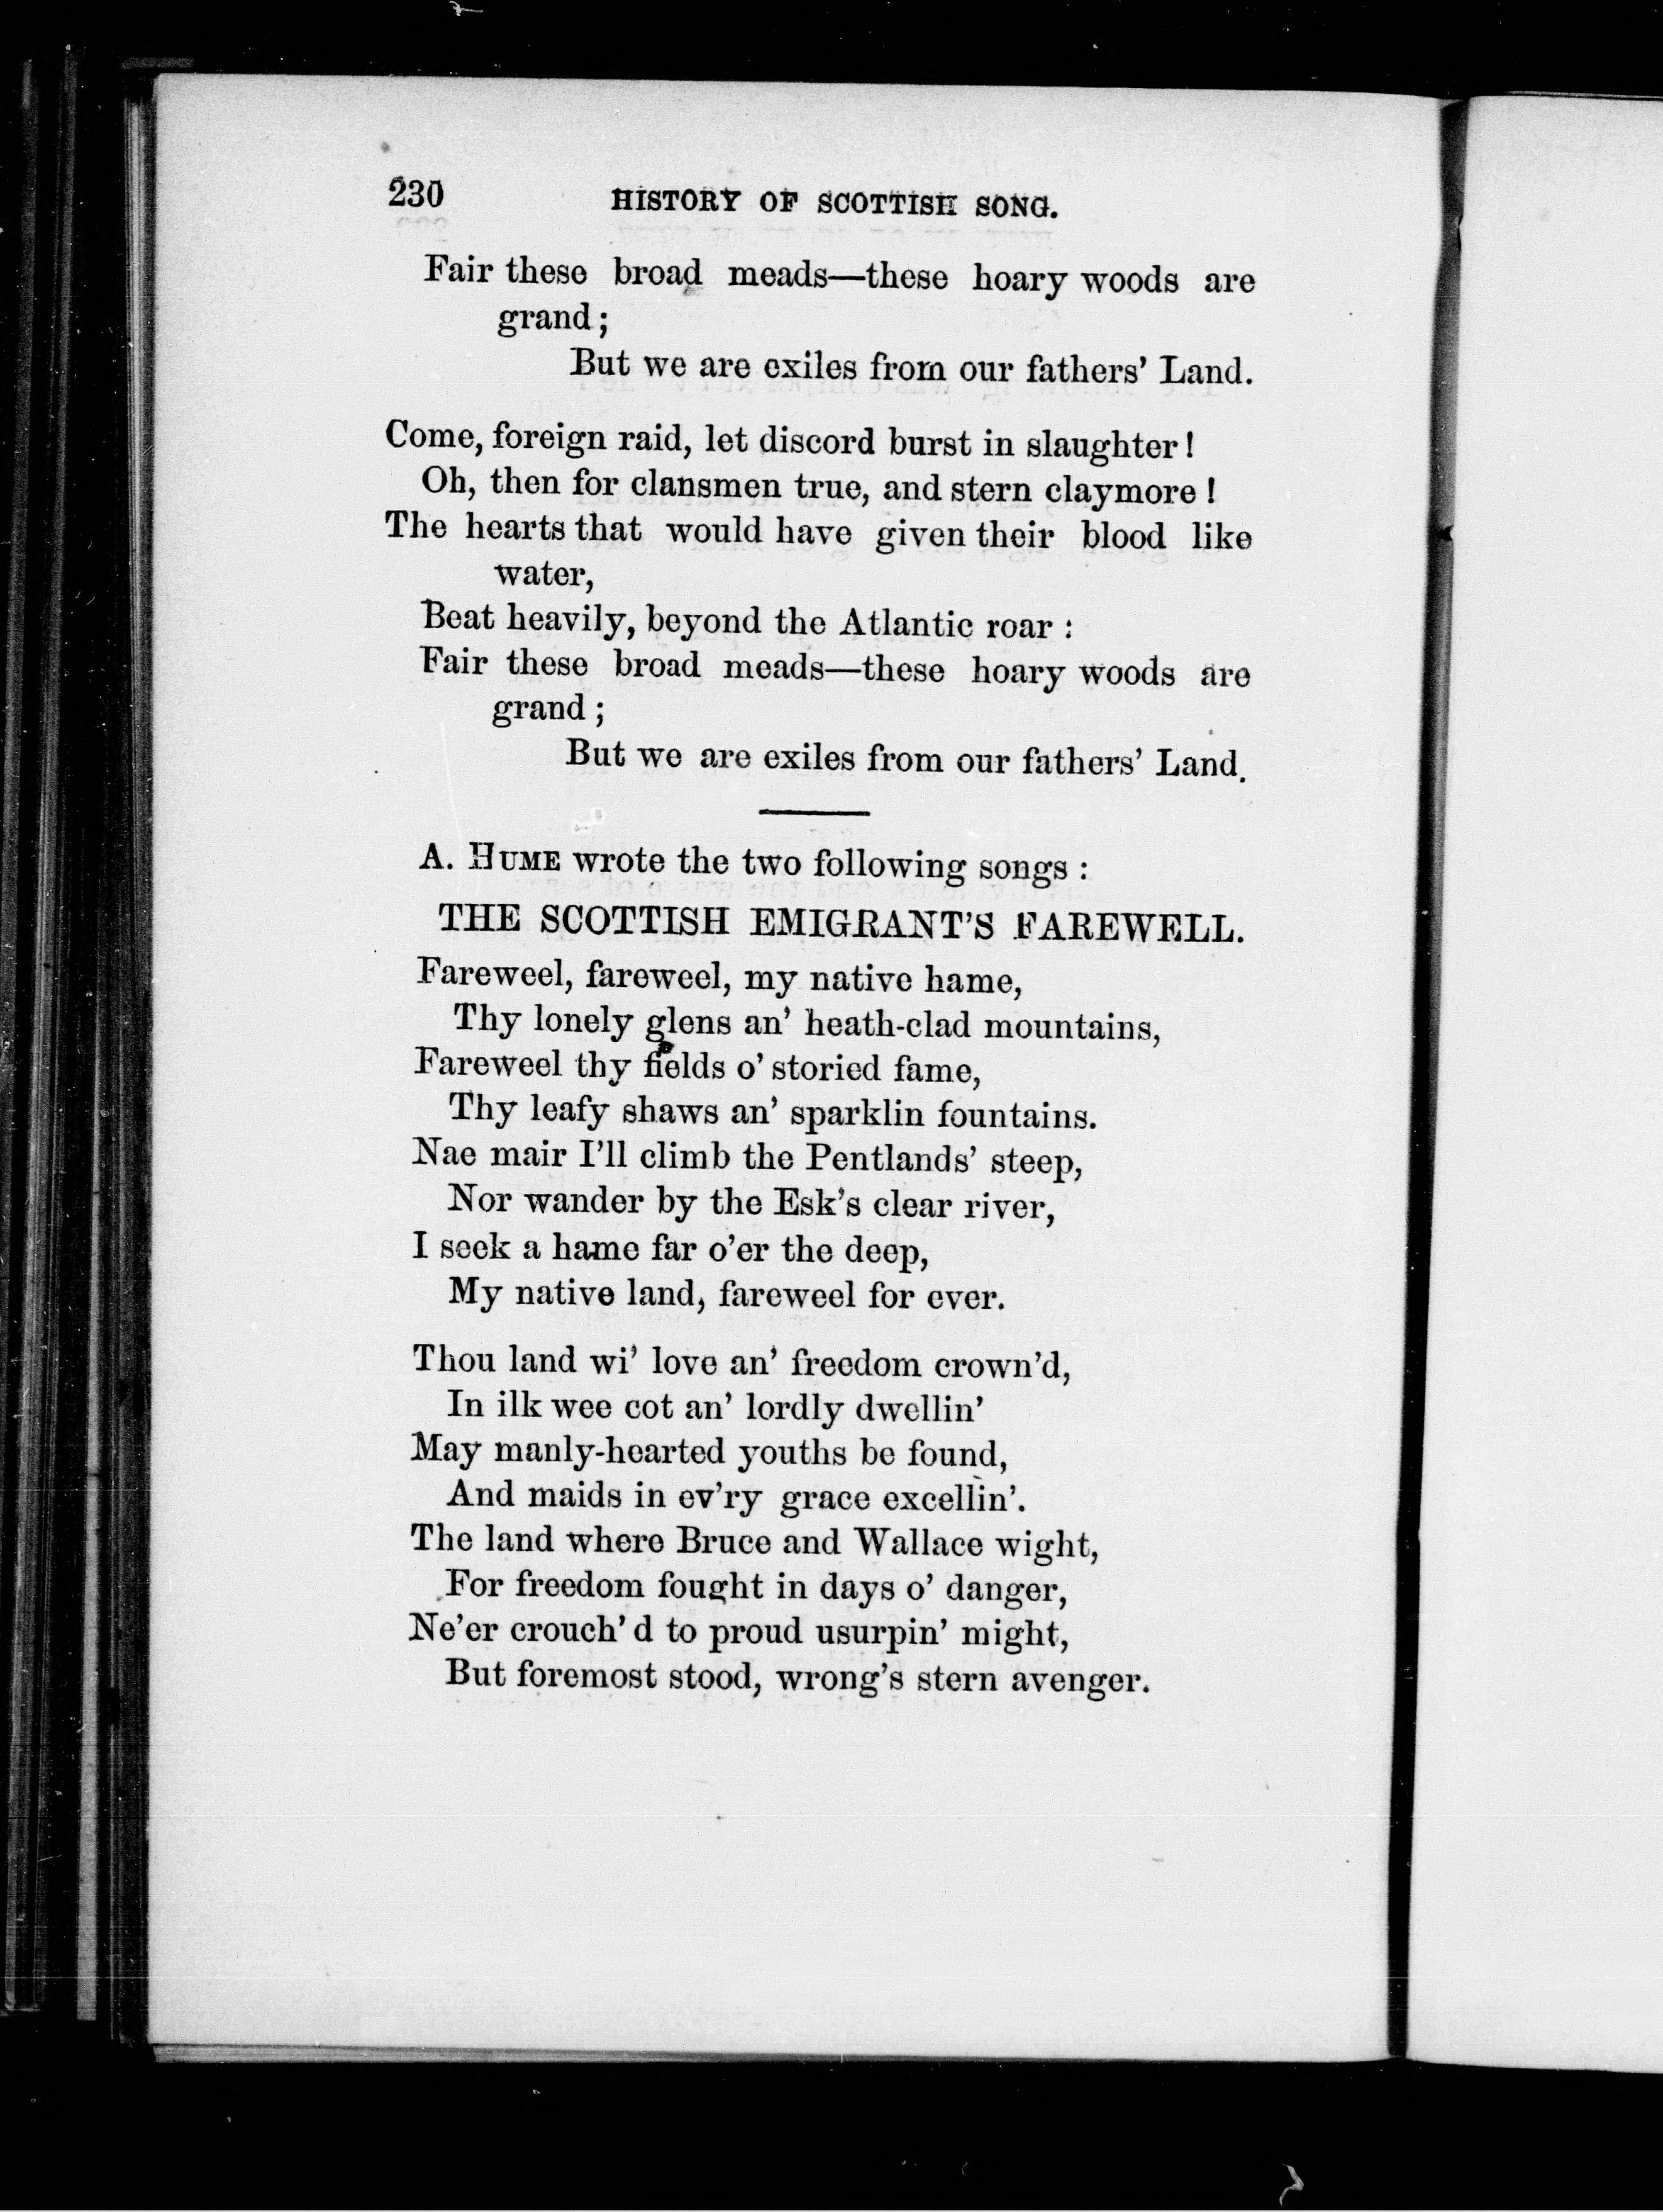 230 HISTORY OF SCOTTISH SONG.
Fair these broad meads—these hoary woods are
grand;
But we are exiles from our fathers' Land.
Come, foreign raid, let discord burst in slaughter!
Oh, then for clansmen true, and stern claymore!
The hearts that would have given their blood like
water,
Beat heavily, beyond the Atlantic roar:
Fair these broad meads—these hoary woods are
grand;
But we are exiles from our fathers' Land.
A. HUME wrote the two following songs:
THE SCOTTISH EMIGRANT'S FAREWELL.
Fareweel, fareweel, my native hame,
Thy lonely glens an' heath-clad mountains,
Fareweel thy fields o' storied fame,
Thy leafy shaws an' sparklin fountains.
Nae mair I'll climb the Pentlands' steep,
Nor wander by the Esk's clear river,
I seek a hame far o'er the deep,
My native land, fareweel for ever.
Thou land wi' love an' freedom crown'd,
In ilk wee cot an' lordly dwellin'
May manly-hearted youths be found,
And maids in ev'ry grace excellin'.
The land where Bruce and Wallace wight,
For freedom fought in days o' danger,
Ne'er crouch'd to proud usurpin' might,
But foremost stood, wrong's stern avenger.